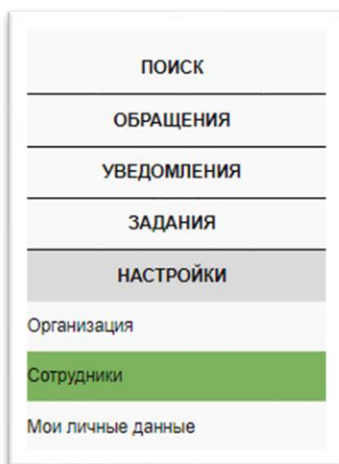 ПОИСК
ОБРАЩЕНИЯ
УВЕДОМЛЕНИЯ
ЗАДАНИЯ
НАСТРОЙКИ
Организация
Сотрудники
Мои личные данные